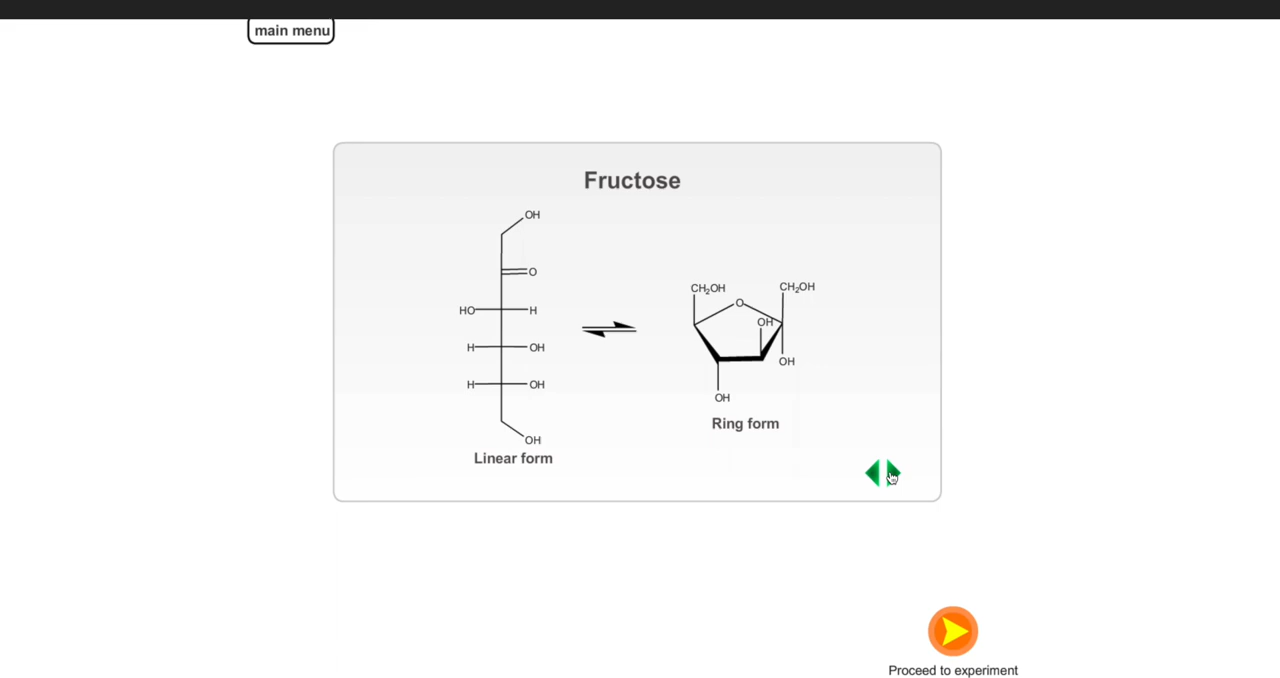 main menu
Fructose
OH
O
HO H
H OH
H OH
OH
Linear form
CH₂OH CH₂OH
O
OH
OH
OH
Ring form
Proceed to experiment